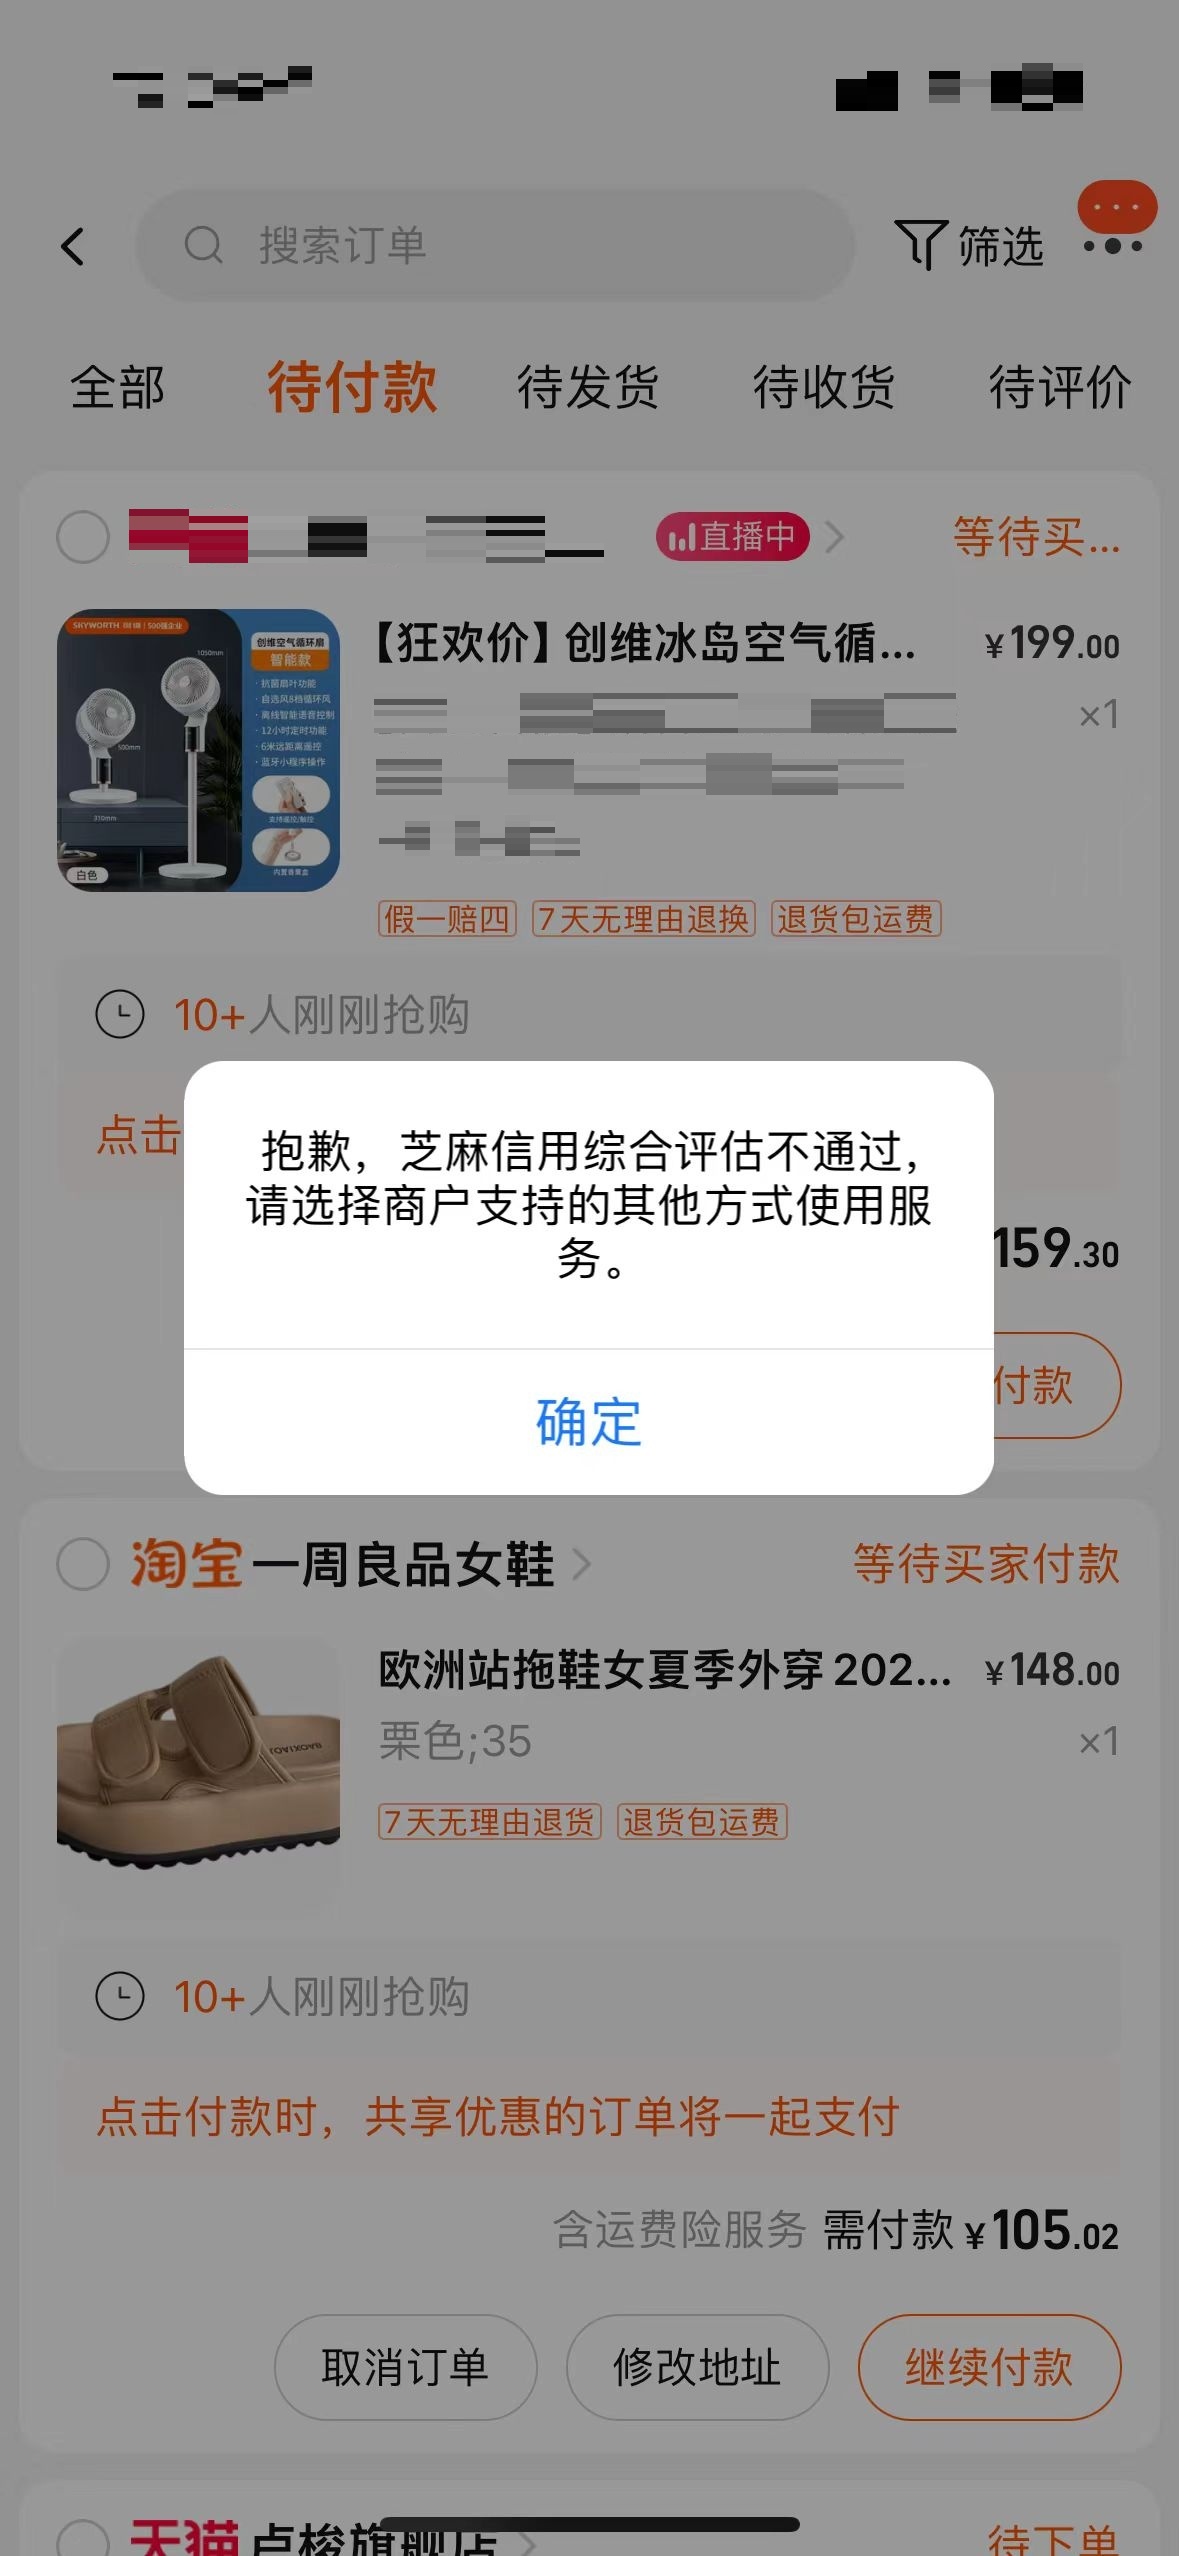 搜索订单
筛选
全部
待付款
待发货
待收货
待评价
直播中
等待买...
SKYWORTH 创维 | 500强企业
创维空气循环扇
智能款
1050mm
· 抗菌扇叶功能
· 自选风8档循环风
· 离线智能语音控制
· 12小时定时功能
· 6米远距离遥控
· 蓝牙小程序操作
500mm
310mm
支持遥控/触控
内置香薰盒
白色
【狂欢价】创维冰岛空气循...
¥199.00
×1
假一赔四
7天无理由退换
退货包运费
10+人刚刚抢购
点击
抱歉，芝麻信用综合评估不通过，
请选择商户支持的其他方式使用服
务。
确定
159.30
付款
淘宝 一周良品女鞋
等待买家付款
欧洲站拖鞋女夏季外穿202...
¥148.00
栗色;35
×1
7天无理由退货
退货包运费
10+人刚刚抢购
点击付款时，共享优惠的订单将一起支付
含运费险服务 需付款¥105.02
取消订单
修改地址
继续付款
天猫 卢梭旗舰店
待下单